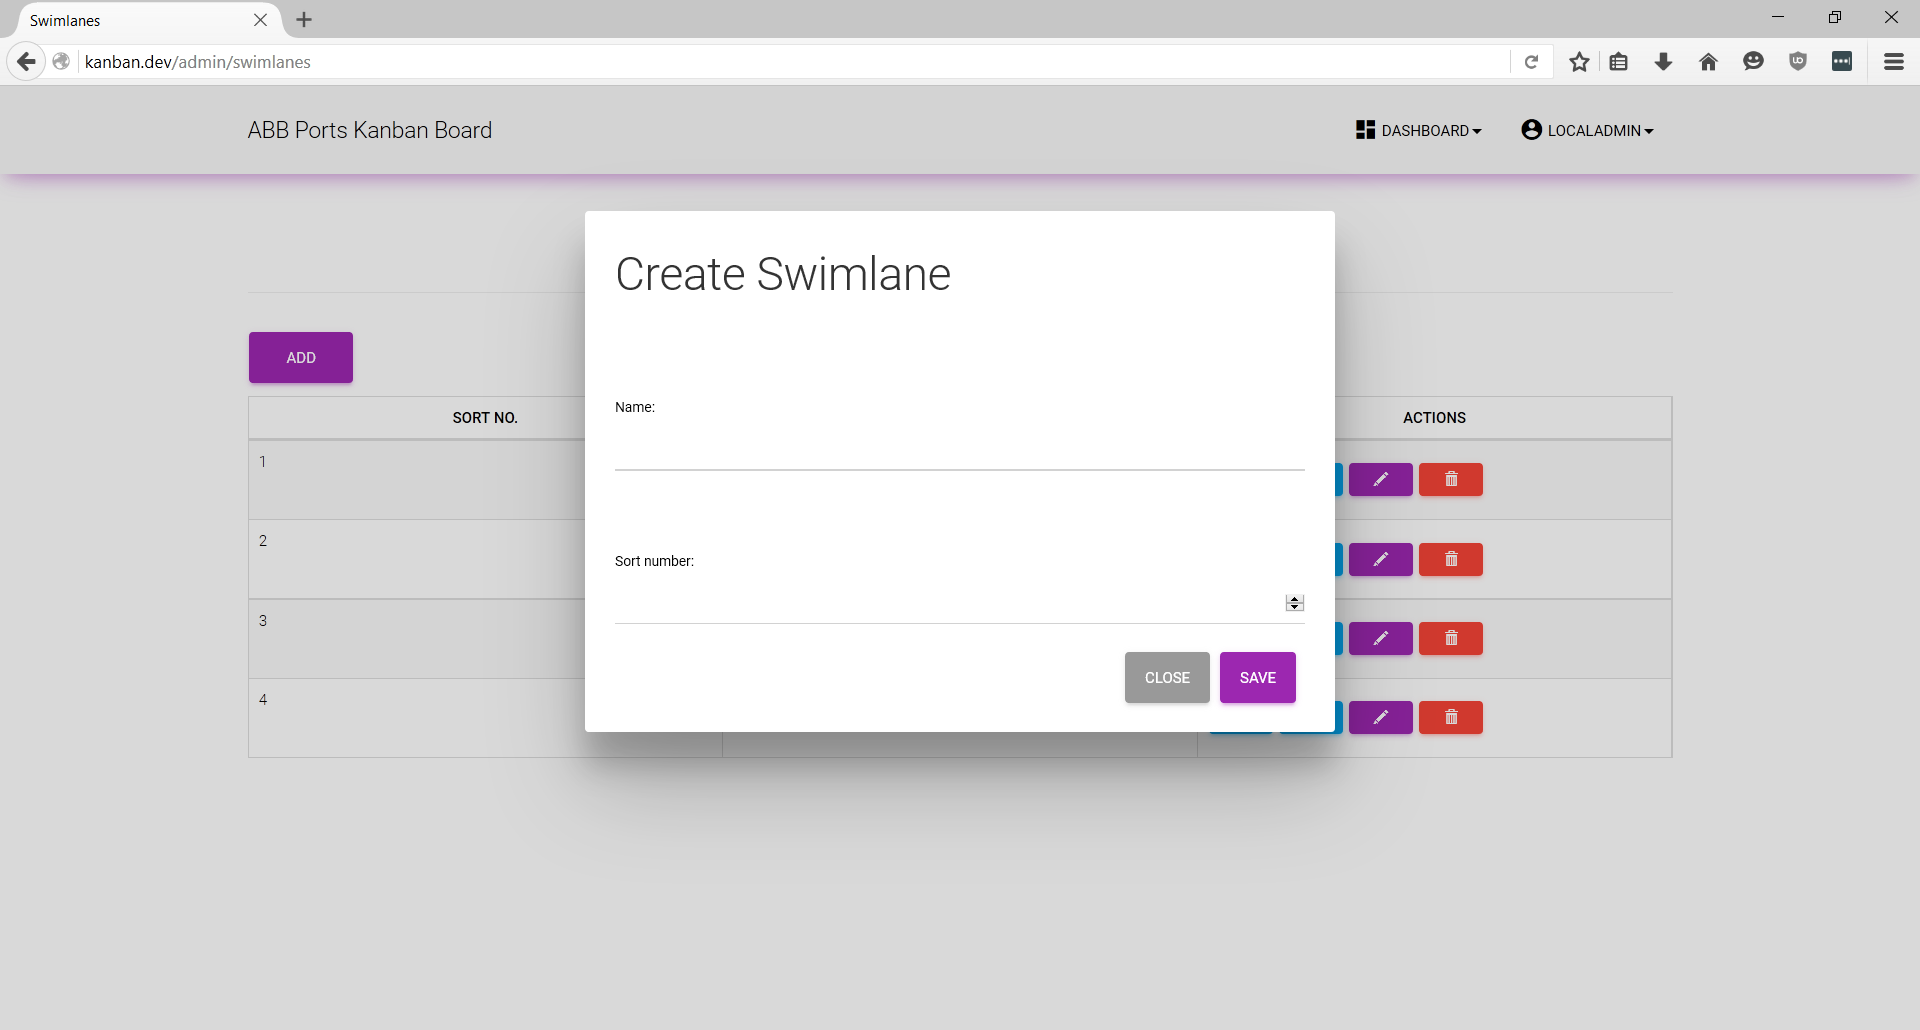 Swimlanes
kanban.dev/admin/swimlanes
ABB Ports Kanban Board
DASHBOARD
LOCALADMIN
Create Swimlane
ADD
Name:
SORT NO.
ACTIONS
1
2
Sort number:
3
CLOSE
SAVE
4